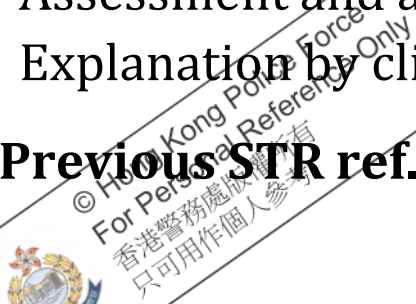 Assessment and a
Explanation by cli
Previous STR ref.
© Hong Kong Police Force
For Personal Reference Only
香港警務處版權所有
只可用作個人參考